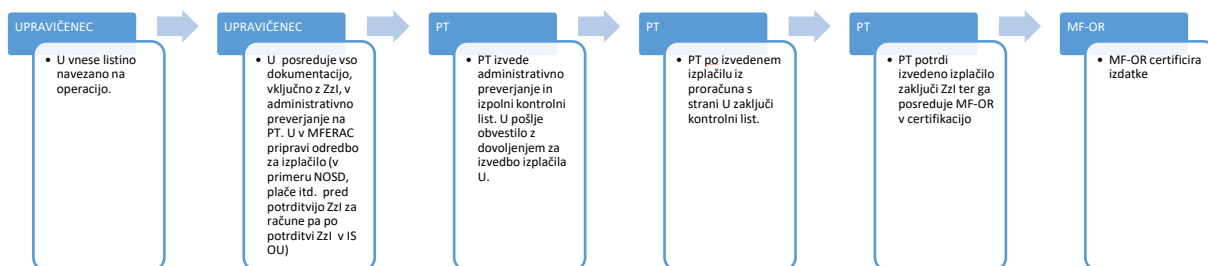 UPRAVIČENEC
• U vnese listino
navezano na
operacijo.
UPRAVIČENEC
• U posreduje vso
dokumentacijo,
vključno z ZzI, v
administrativno
preverjanje na
PT. U v MFERAC
pripravi odredbo
za izplačilo (v
primeru NOSD,
plače itd. pred
potrditvijo ZzI za
račune pa po
potrditvi ZzI v IS
OU)
PT
• PT izvede
administrativno
preverjanje in
izpolni kontrolni
list. U pošlje
obvestilo z
dovoljenjem za
izvedbo izplačila
U.
PT
• PT po izvedenem
izplačilu iz
proračuna s
strani U zaključi
kontrolni list.
PT
• PT potrdi
izvedeno izplačilo
zaključi ZzI ter ga
posreduje MF-OR
v certifikacijo
MF-OR
• MF-OR certificira
izdatke